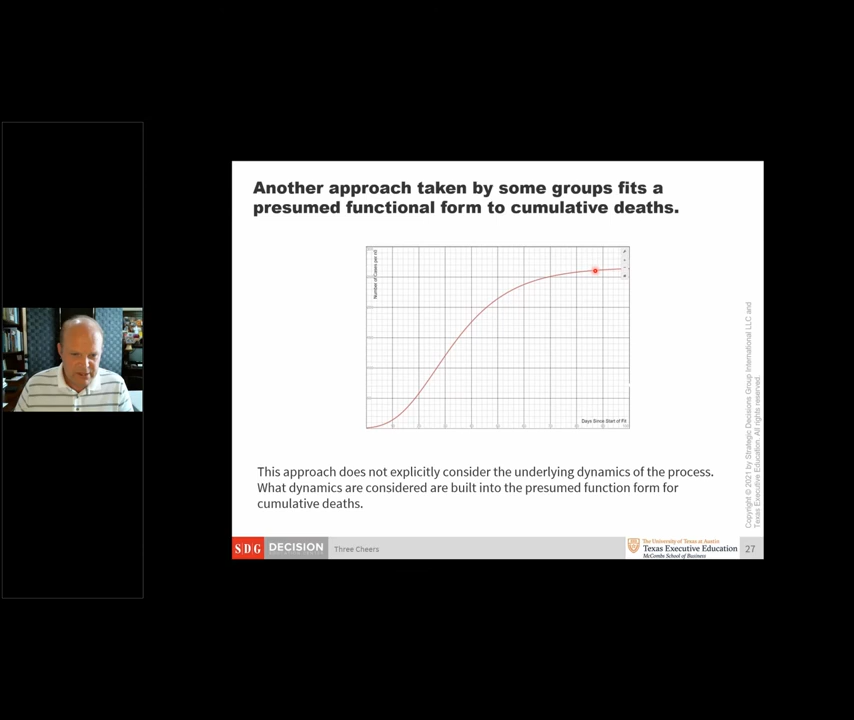 Another approach taken by some groups fits a
presumed functional form to cumulative deaths.
Number of Cases per
Days Since Start of Fit
This approach does not explicitly consider the underlying dynamics of the process.
What dynamics are considered are built into the presumed function form for
cumulative deaths.
Copyright © 2021 by Strategic Decisions Group International LLC and
Texas Executive Education. All rights reserved.
SDG
DECISION
Three Cheers
The University of Texas at Austin
Texas Executive Education
McCombs School of Business
27